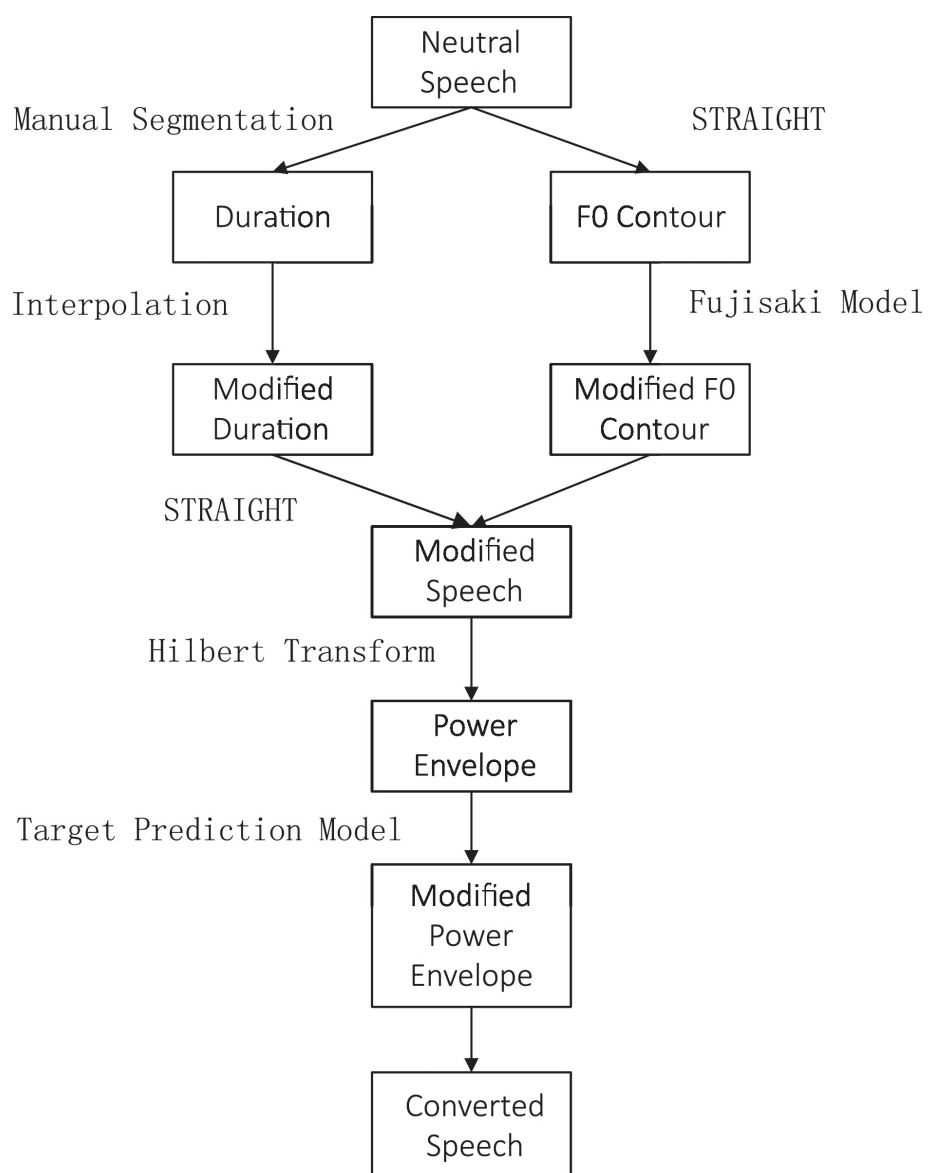 Neutral
Speech
Manual Segmentation
STRAIGHT
Duration
F0 Contour
Interpolation
Fujisaki Model
Modified
Duration
Modified F0
Contour
STRAIGHT
Modified
Speech
Hilbert Transform
Power
Envelope
Target Prediction Model
Modified
Power
Envelope
Converted
Speech